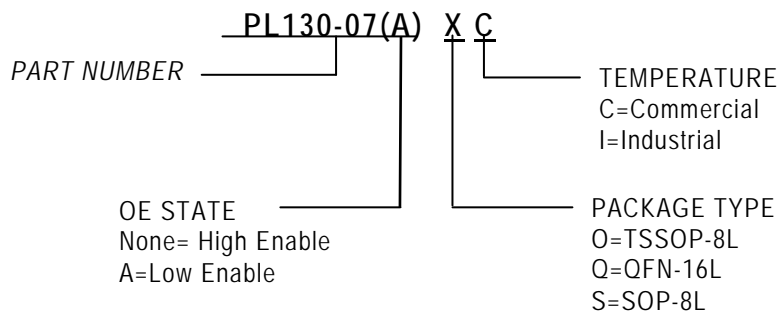 PL130-07(A) X C
PART NUMBER
TEMPERATURE
C=Commercial
I=Industrial
OE STATE
None= High Enable
A=Low Enable
PACKAGE TYPE
O=TSSOP-8L
Q=QFN-16L
S=SOP-8L